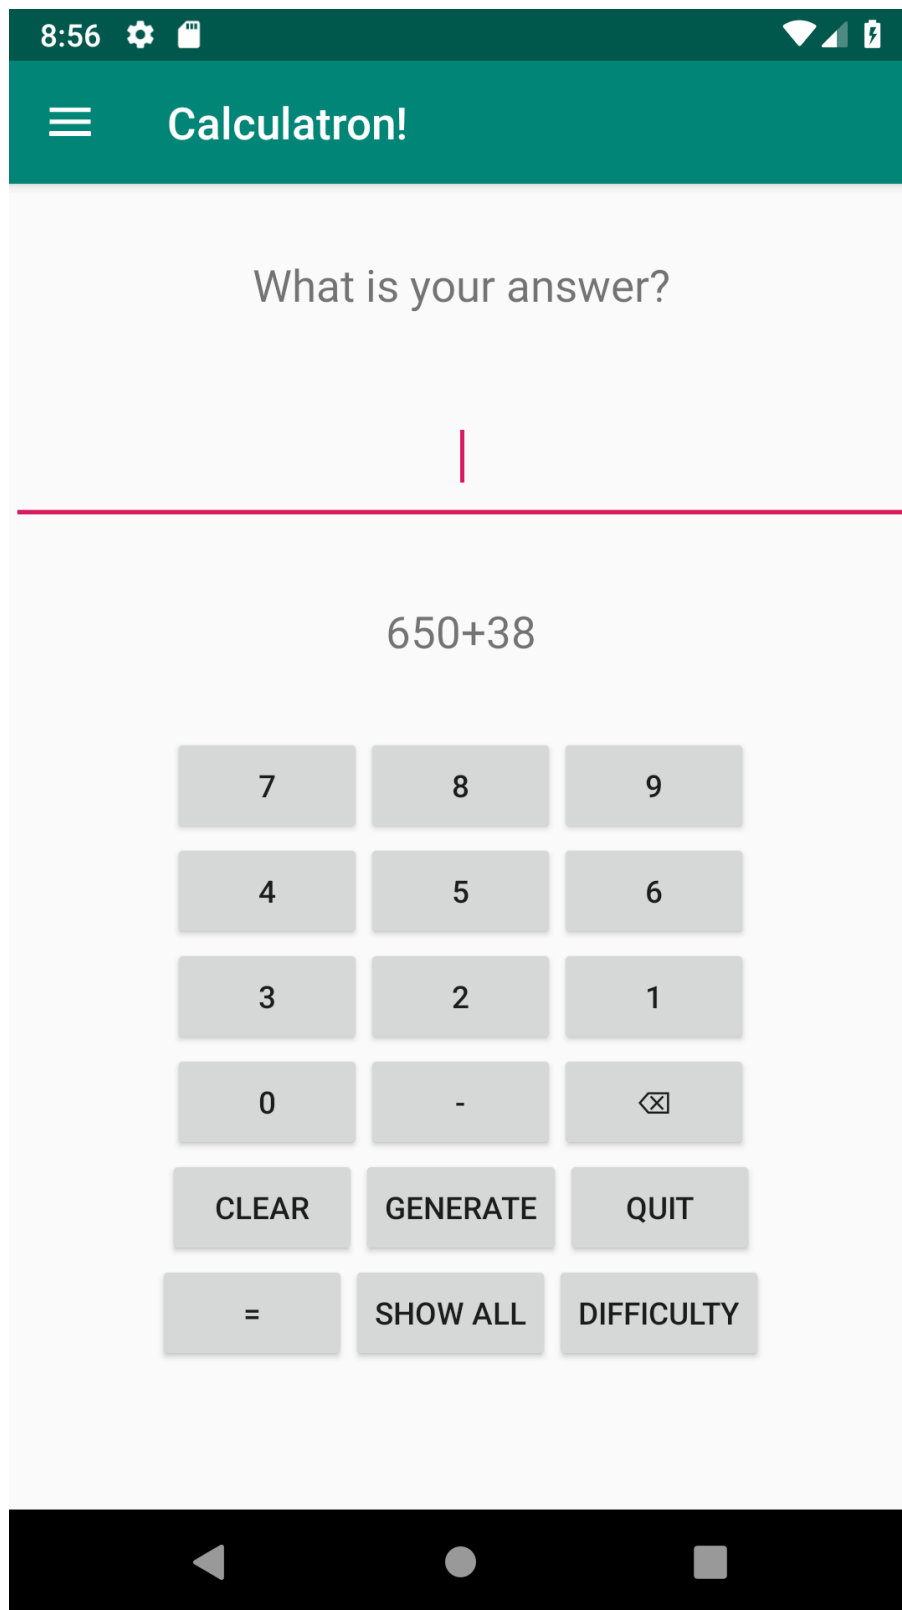 8:56
Calculatron!
What is your answer?
650+38
7 8 9
4 5 6
3 2 1
0 - ⌫
CLEAR GENERATE QUIT
= SHOW ALL DIFFICULTY